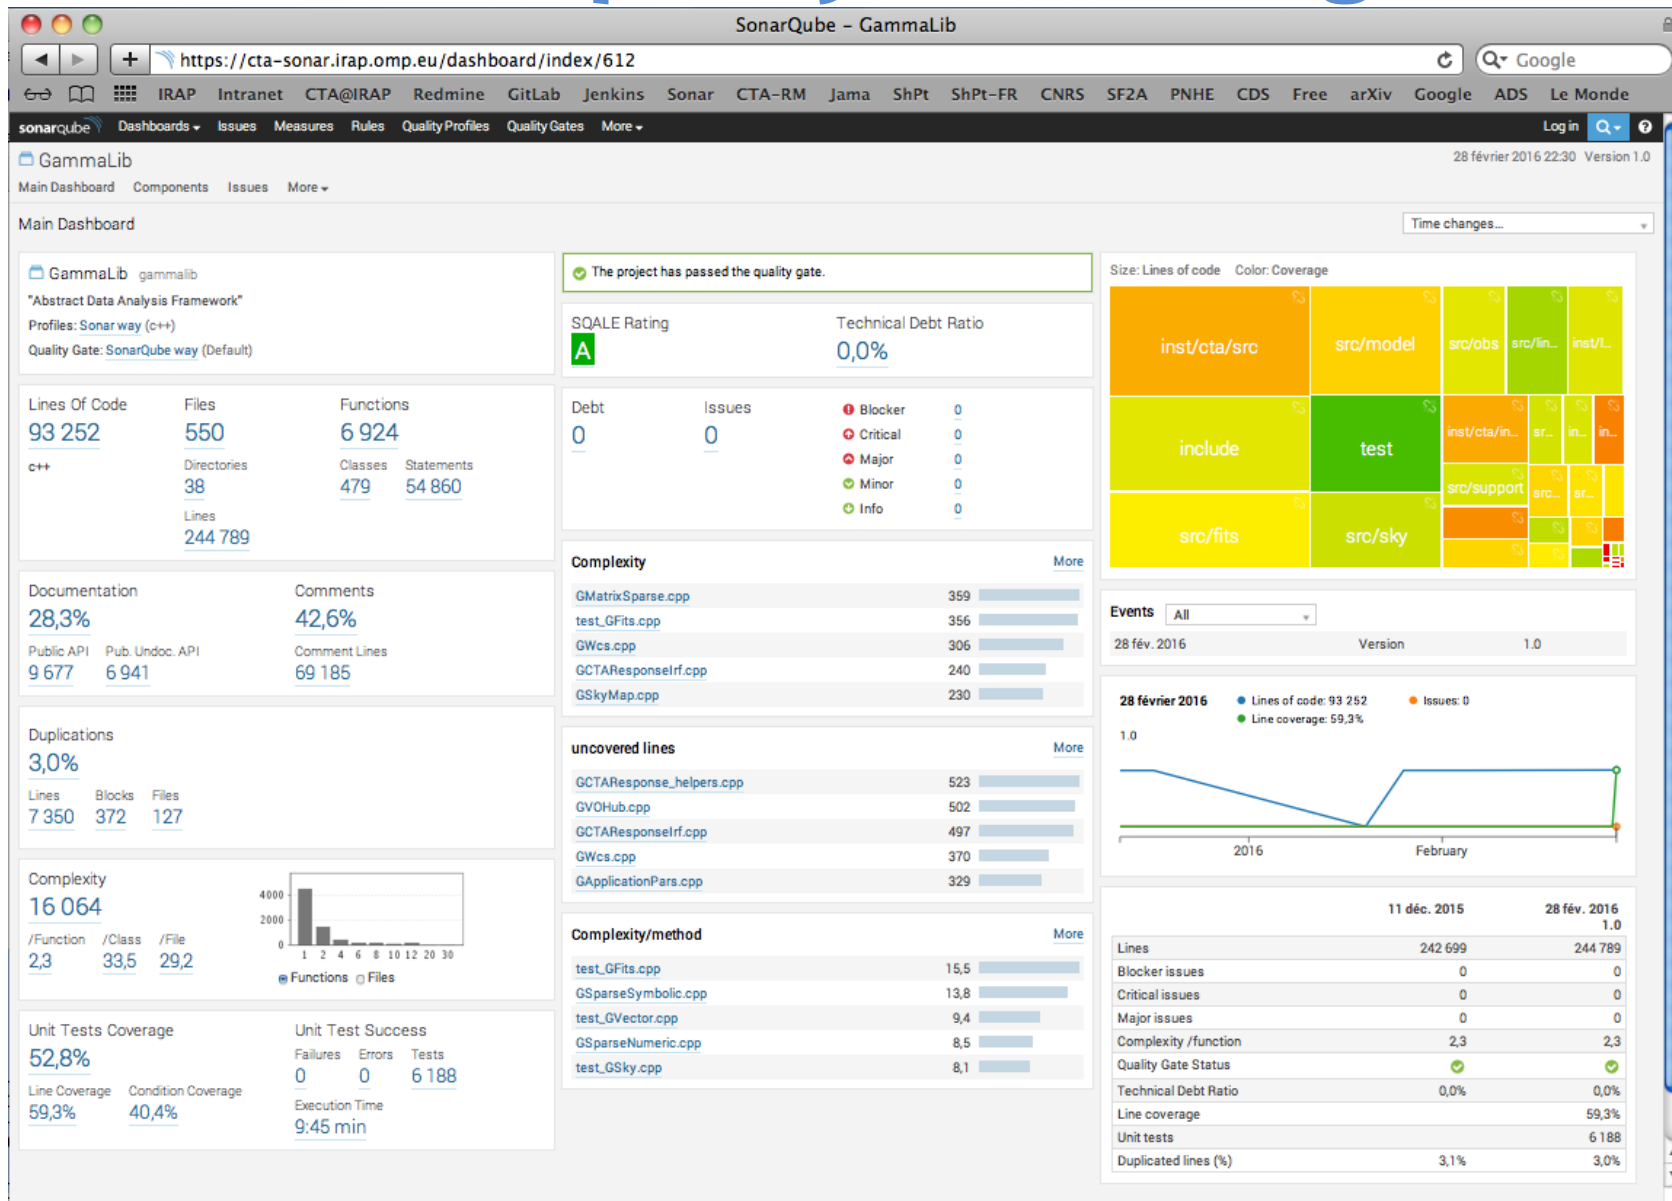 SonarQube – GammaLib
https://cta-sonar.irap.omp.eu/dashboard/index/612
Google
IRAP Intranet CTA@IRAP Redmine GitLab Jenkins Sonar CTA-RM Jama ShPt ShPt-FR CNRS SF2A PNHE CDS Free arXiv Google ADS Le Monde
sonarqube Dashboards Issues Measures Rules Quality Profiles Quality Gates More Log in
GammaLib
28 février 2016 22:30 Version 1.0
Main Dashboard Components Issues More
Main Dashboard
Time changes...
GammaLib gammalib
"Abstract Data Analysis Framework"
Profiles: Sonar way (c++)
Quality Gate: SonarQube way (Default)
Lines Of Code Files Functions
93 252 550 6 924
c++ Directories Classes Statements
38 479 54 860
Lines
244 789
Documentation Comments
28,3% 42,6%
Public API Pub. Undoc. API Comment Lines
9 677 6 941 69 185
Duplications
3,0%
Lines Blocks Files
7 350 372 127
Complexity
16 064
/Function /Class /File
2,3 33,5 29,2
4000
2000
0
1 2 4 6 8 10 12 20 30
Functions Files
Unit Tests Coverage Unit Test Success
52,8% Failures Errors Tests
0 0 6 188
Line Coverage Condition Coverage Execution Time
59,3% 40,4% 9:45 min
The project has passed the quality gate.
SQALE Rating Technical Debt Ratio
A 0,0%
Debt Issues
0 0
Blocker 0
Critical 0
Major 0
Minor 0
Info 0
Complexity More
GMatrixSparse.cpp 359
test_GFits.cpp 356
GWcs.cpp 306
GCTAResponseIrf.cpp 240
GSkyMap.cpp 230
uncovered lines More
GCTAResponse_helpers.cpp 523
GVOHub.cpp 502
GCTAResponseIrf.cpp 497
GWcs.cpp 370
GApplicationPars.cpp 329
Complexity/method More
test_GFits.cpp 15,5
GSparseSymbolic.cpp 13,8
test_GVector.cpp 9,4
GSparseNumeric.cpp 8,5
test_GSky.cpp 8,1
Size: Lines of code Color: Coverage
inst/cta/src src/model src/obs src/lin... inst/l...
include test inst/cta/in... sr... in... in...
src/support src... sr...
src/fits src/sky
Events All
28 fév. 2016 Version 1.0
28 février 2016 Lines of code: 93 252 Issues: 0
Line coverage: 59,3%
1.0
2016 February
11 déc. 2015 28 fév. 2016
1.0
Lines 242 699 244 789
Blocker issues 0 0
Critical issues 0 0
Major issues 0 0
Complexity /function 2,3 2,3
Quality Gate Status
Technical Debt Ratio 0,0% 0,0%
Line coverage 59,3%
Unit tests 6 188
Duplicated lines (%) 3,1% 3,0%